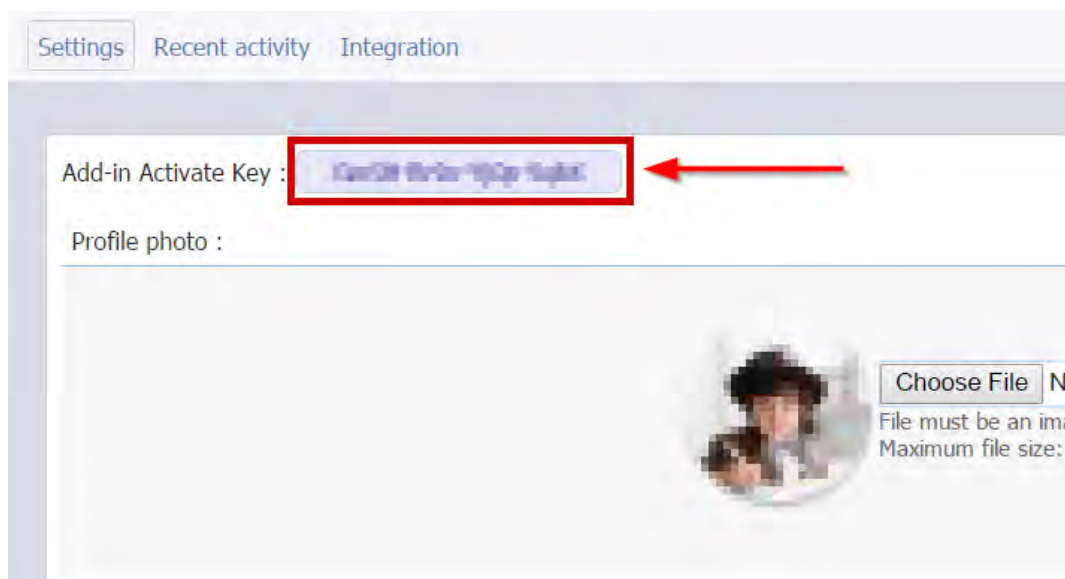 Settings Recent activity Integration
Add-in Activate Key :
Profile photo :
Choose File N
File must be an ima
Maximum file size: